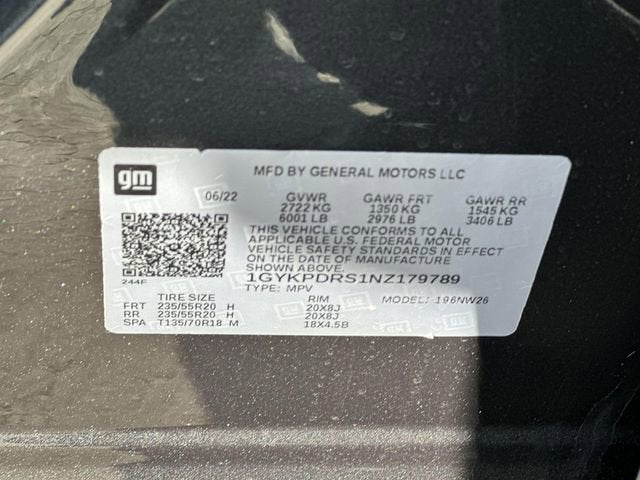 gm
MFD BY GENERAL MOTORS LLC
06/22 GVWR GAWR FRT GAWR RR
2722 KG 1350 KG 1545 KG
6001 LB 2976 LB 3406 LB
THIS VEHICLE CONFORMS TO ALL
APPLICABLE U.S. FEDERAL MOTOR
VEHICLE SAFETY STANDARDS IN EFFECT
ON THE DATE OF MANUFACTURE
SHOWN ABOVE.
244F 1GYKPDRS1NZ179789
TYPE: MPV MODEL: 196NW26
TIRE SIZE RIM
FRT 235/55R20 H 20X8J
RR 235/55R20 H 20X8J
SPA T135/70R18 M 18X4.5B